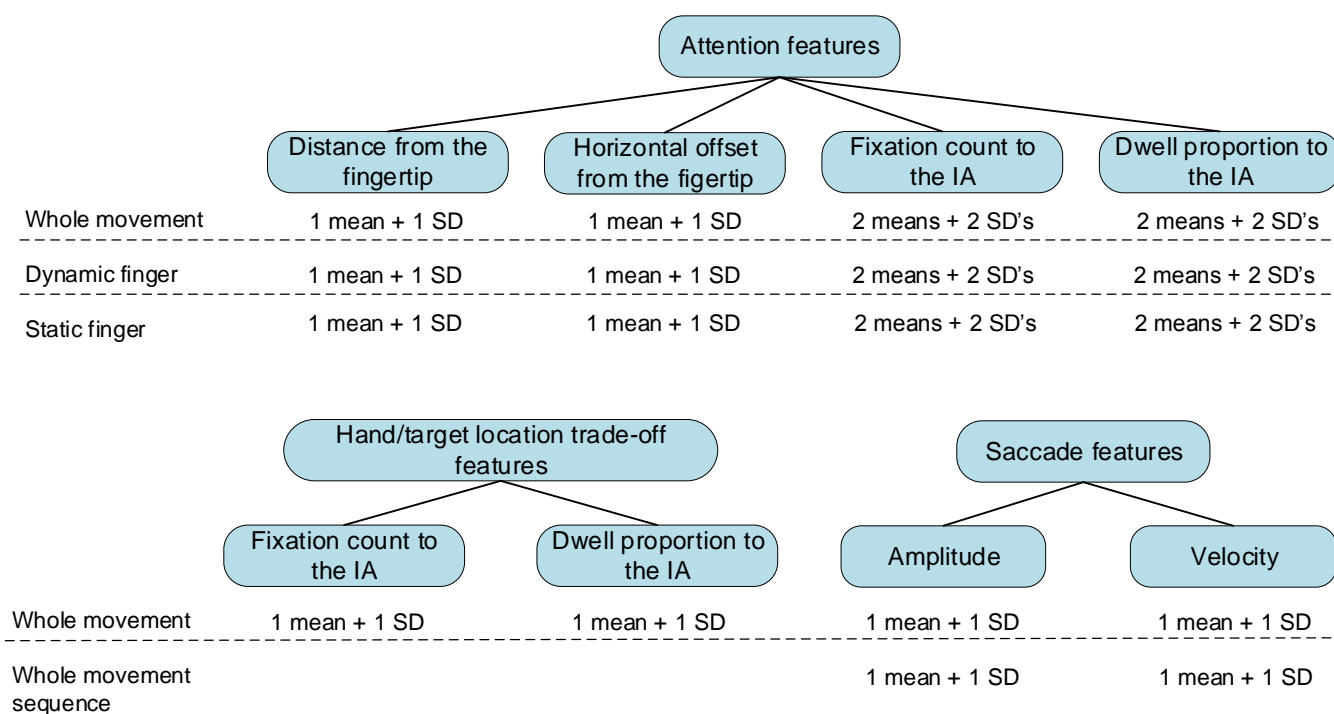 Attention features
Distance from the
fingertip
Horizontal offset
from the figertip
Fixation count to
the IA
Dwell proportion to
the IA
Whole movement 1 mean + 1 SD 1 mean + 1 SD 2 means + 2 SD's 2 means + 2 SD's
Dynamic finger 1 mean + 1 SD 1 mean + 1 SD 2 means + 2 SD's 2 means + 2 SD's
Static finger 1 mean + 1 SD 1 mean + 1 SD 2 means + 2 SD's 2 means + 2 SD's
Hand/target location trade-off
features
Saccade features
Fixation count to
the IA
Dwell proportion to
the IA
Amplitude
Velocity
Whole movement 1 mean + 1 SD 1 mean + 1 SD 1 mean + 1 SD 1 mean + 1 SD
Whole movement
sequence
1 mean + 1 SD 1 mean + 1 SD